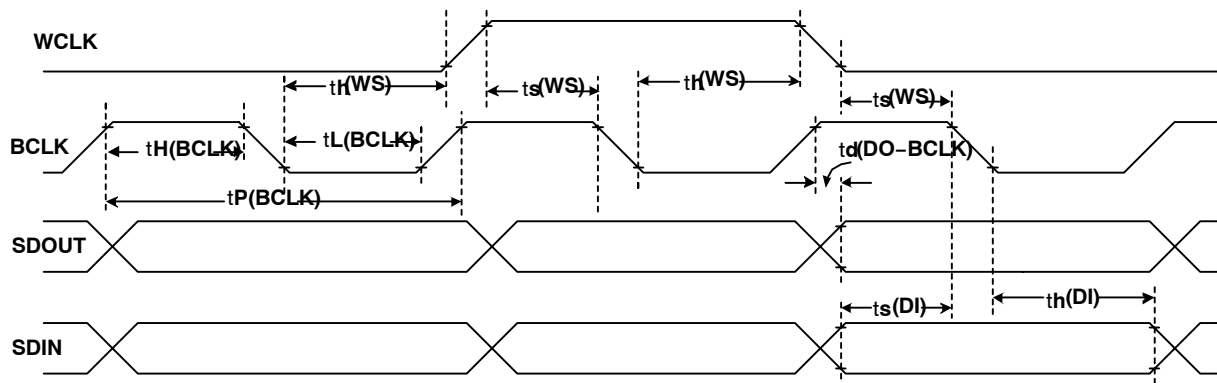 WCLK
th(WS)
ts(WS)
th(WS)
ts(WS)
BCLK
tH(BCLK)
tL(BCLK)
td(DO−BCLK)
tP(BCLK)
SDOUT
ts(DI)
th(DI)
SDIN